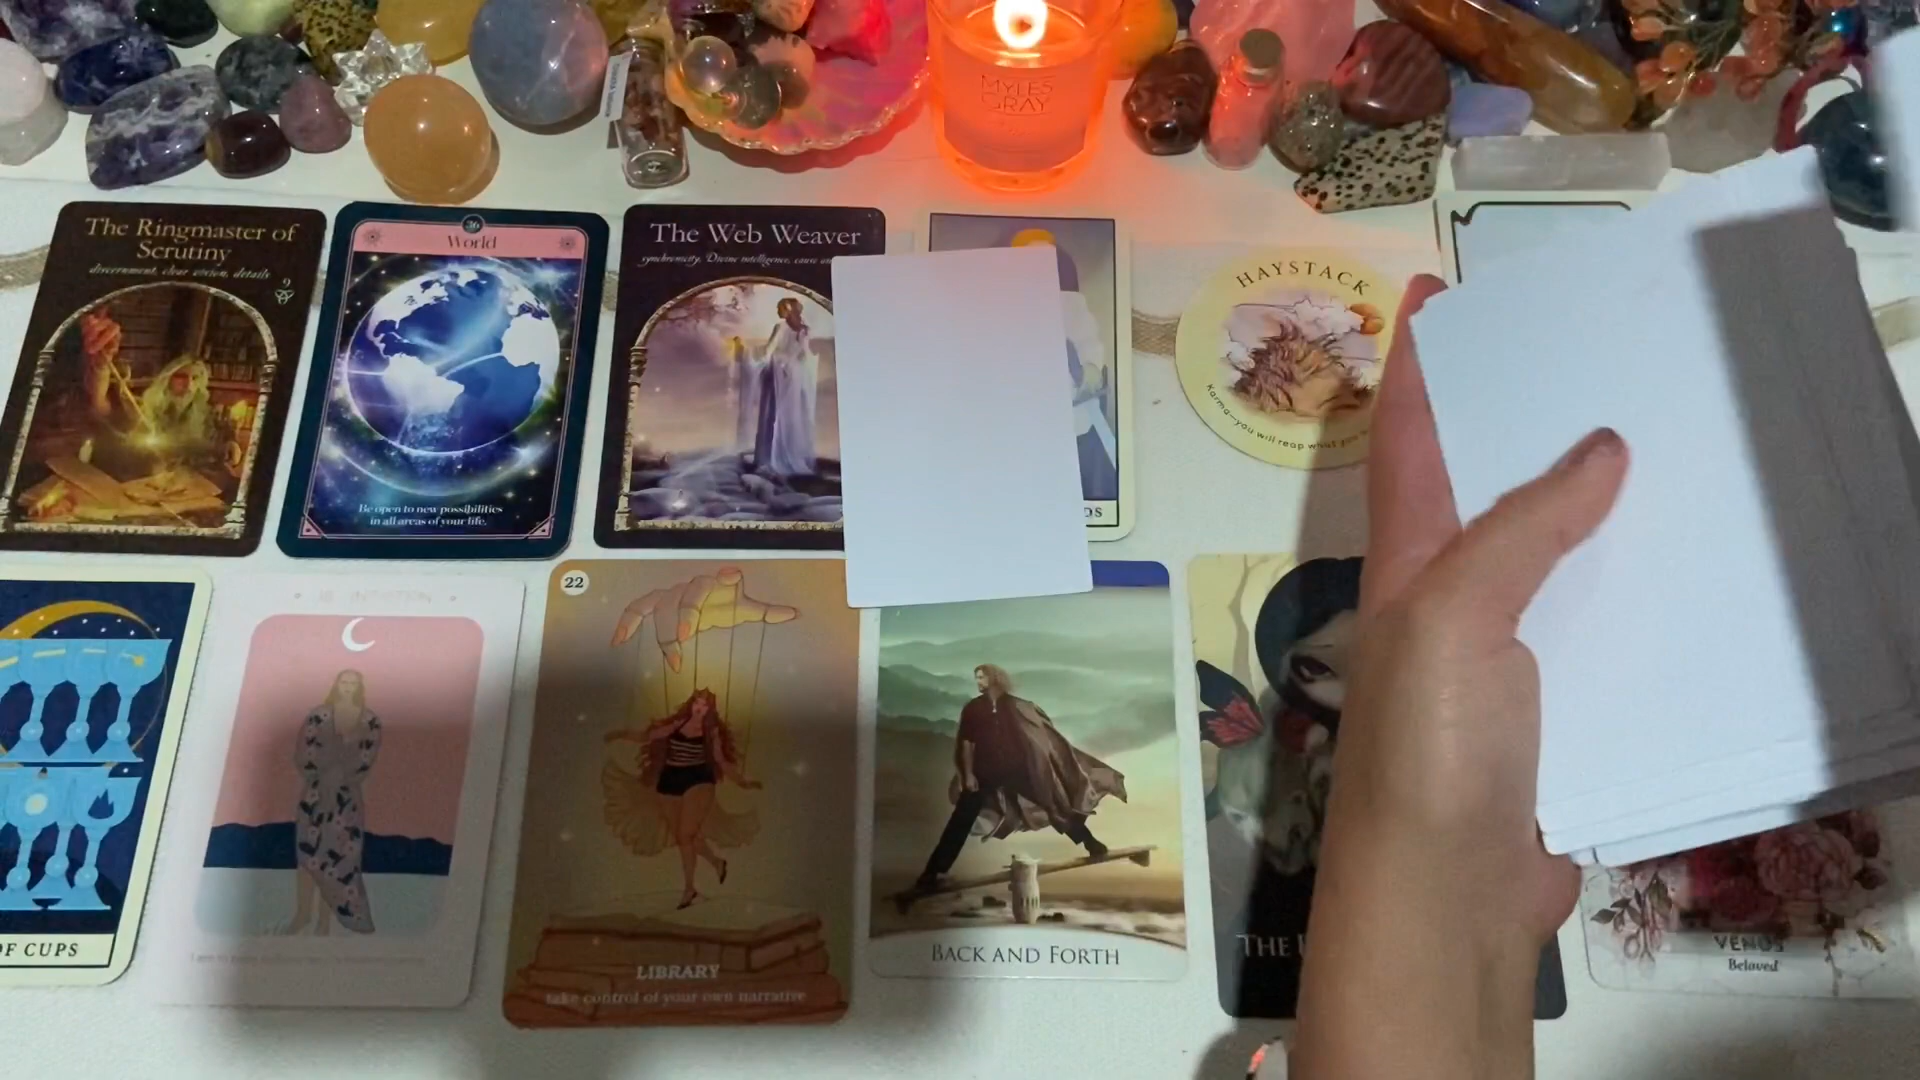 MYLES
GRAY
The Ringmaster of
Scrutiny
discernment, clear vision, details
9
36
World
Be open to new possibilities
in all areas of your life.
The Web Weaver
synchronicity, Divine intelligence, cause
DS
HAYSTACK
Karma—you will reap what you
OF CUPS
INTUITION
22
LIBRARY
take control of your own narrative
BACK AND FORTH
THE
VENUS
Beloved